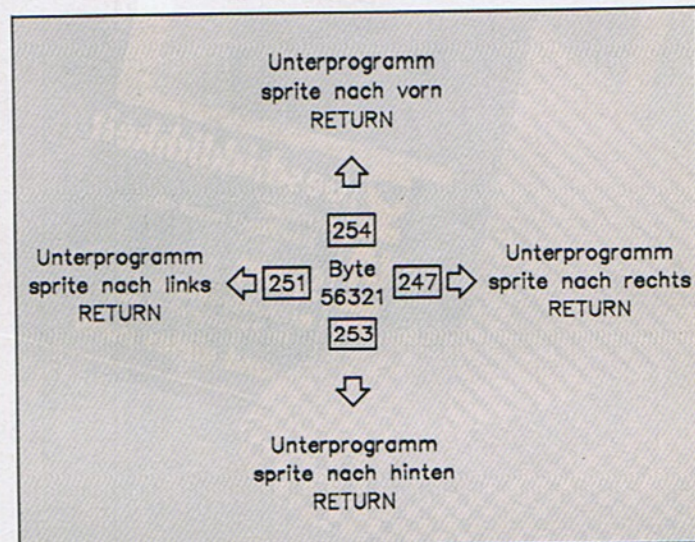 Unterprogramm
sprite nach vorn
RETURN
254
Unterprogramm
sprite nach links
RETURN
251
Byte
56321
247
Unterprogramm
sprite nach rechts
RETURN
253
Unterprogramm
sprite nach hinten
RETURN